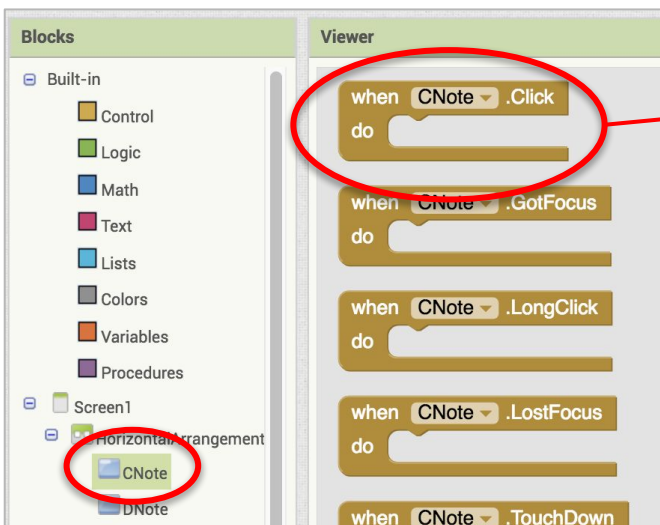 Blocks
Built-in
Control
Logic
Math
Text
Lists
Colors
Variables
Procedures
Screen1
HorizontalArrangement
CNote
DNote
Viewer
when CNote .Click
do
when CNote .GotFocus
do
when CNote .LongClick
do
when CNote .LostFocus
do
when CNote .TouchDown